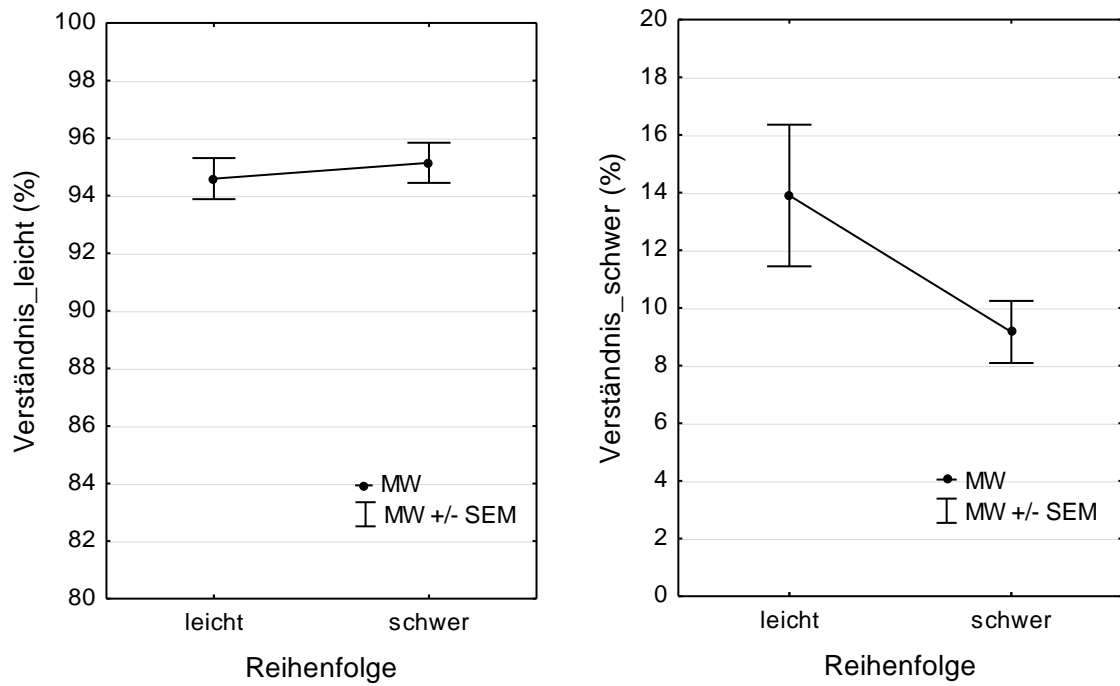 Verständnis_leicht (%)
100
98
96
94
92
90
88
86
84
82
80
MW
MW +/- SEM
leicht
schwer
Reihenfolge
Verständnis_schwer (%)
20
18
16
14
12
10
8
6
4
2
0
MW
MW +/- SEM
leicht
schwer
Reihenfolge